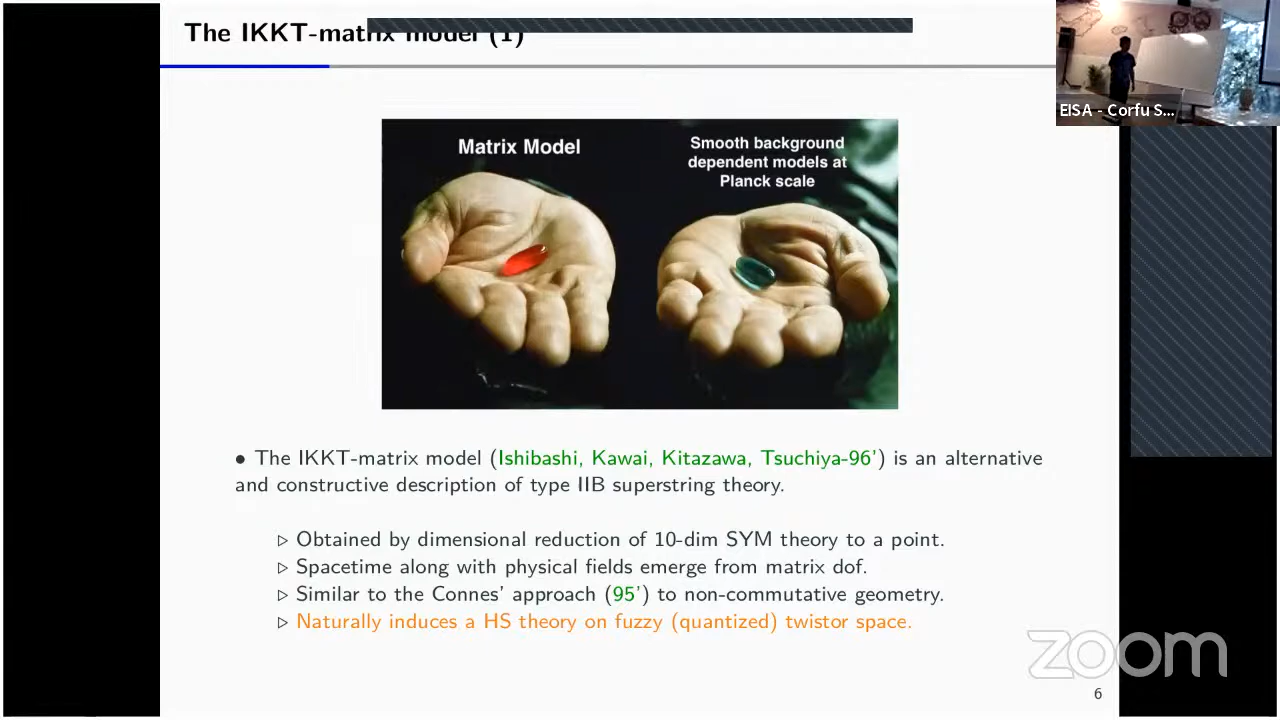 The IKKT-matrix model (1)
EISA - Corfu S...
Matrix Model
Smooth background
dependent models at
Planck scale
● The IKKT-matrix model (Ishibashi, Kawai, Kitazawa, Tsuchiya-96') is an alternative
and constructive description of type IIB superstring theory.
▷ Obtained by dimensional reduction of 10-dim SYM theory to a point.
▷ Spacetime along with physical fields emerge from matrix dof.
▷ Similar to the Connes' approach (95') to non-commutative geometry.
▷ Naturally induces a HS theory on fuzzy (quantized) twistor space.
zoom
6